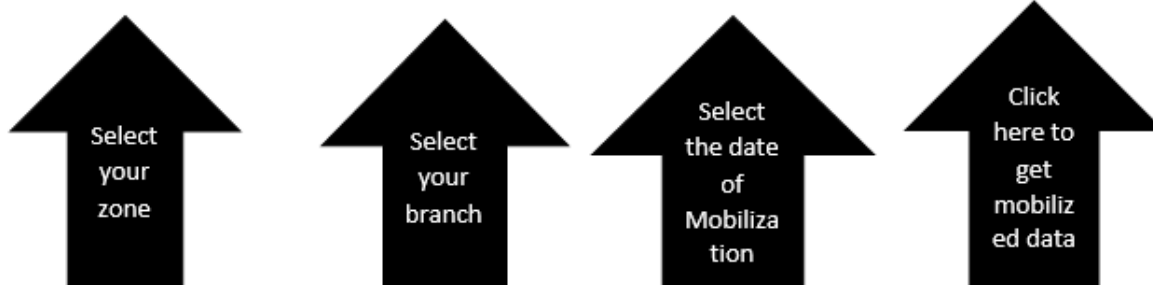 Select
your
zone
Select
your
branch
Select
the date
of
Mobiliza
tion
Click
here to
get
mobiliz
ed data